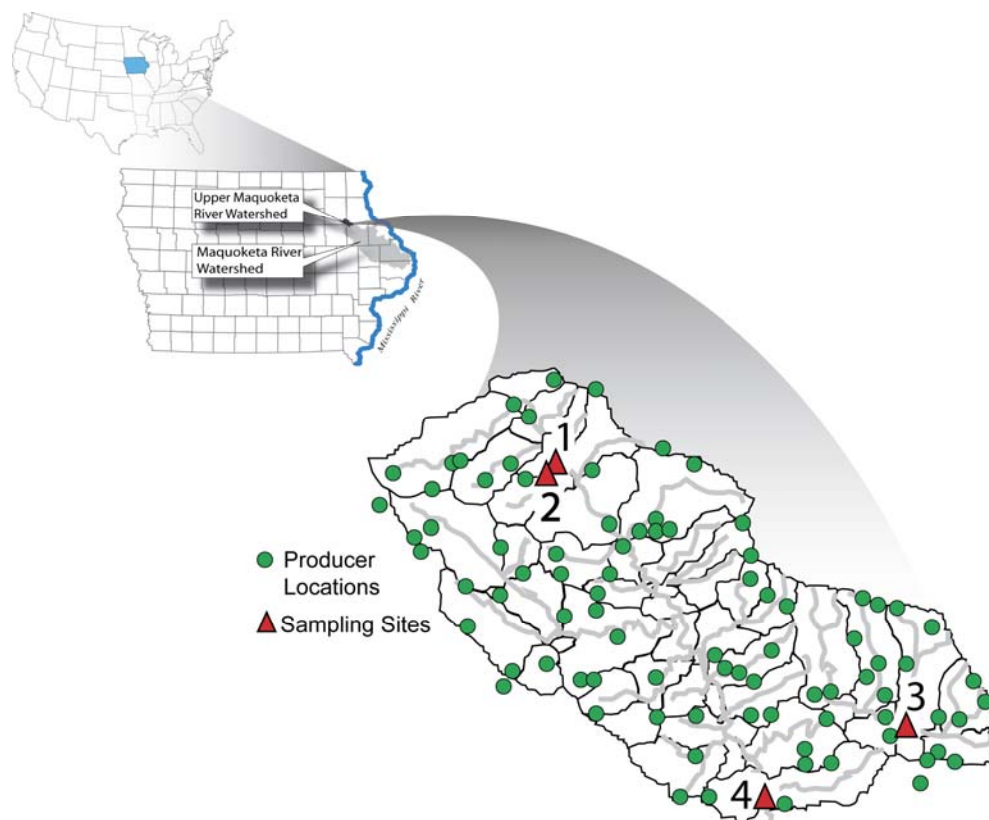 Upper Maquoketa
River Watershed
Maquoketa River
Watershed
Mississippi River
1
2
Producer
Locations
Sampling Sites
3
4